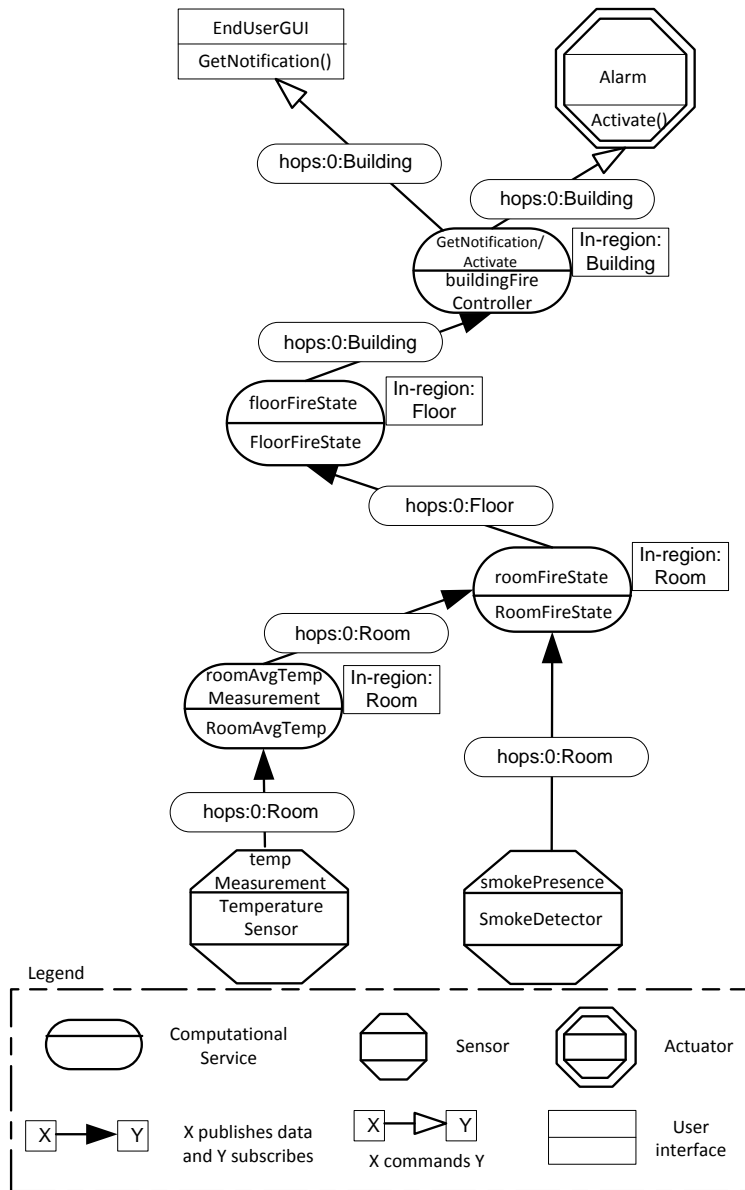 EndUserGUI
GetNotification()
Alarm
Activate()
hops:0:Building
hops:0:Building
GetNotification/
Activate
buildingFire
Controller
In-region:
Building
hops:0:Building
floorFireState
FloorFireState
In-region:
Floor
hops:0:Floor
roomFireState
RoomFireState
In-region:
Room
hops:0:Room
roomAvgTemp
Measurement
RoomAvgTemp
In-region:
Room
hops:0:Room
hops:0:Room
temp
Measurement
Temperature
Sensor
smokePresence
SmokeDetector
Legend
Computational
Service
Sensor
Actuator
X
Y
X publishes data
and Y subscribes
X
Y
X commands Y
User
interface